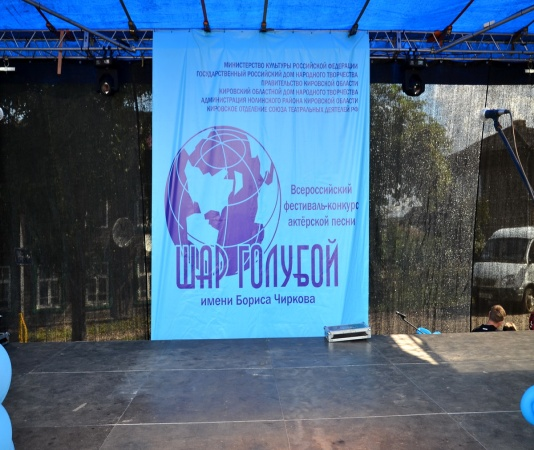 МИНИСТЕРСТВО КУЛЬТУРЫ РОССИЙСКОЙ ФЕДЕРАЦИИ
ГОСУДАРСТВЕННЫЙ РОССИЙСКИЙ ДОМ НАРОДНОГО ТВОРЧЕСТВА
ПРАВИТЕЛЬСТВО КИРОВСКОЙ ОБЛАСТИ
КИРОВСКИЙ ОБЛАСТНОЙ ДОМ НАРОДНОГО ТВОРЧЕСТВА
АДМИНИСТРАЦИЯ НОЛИНСКОГО РАЙОНА КИРОВСКОЙ ОБЛАСТИ
КИРОВСКОЕ ОТДЕЛЕНИЕ СОЮЗА ТЕАТРАЛЬНЫХ ДЕЯТЕЛЕЙ РФ
Всероссийский
фестиваль-конкурс
актёрской песни
ШАР ГОЛУБОЙ
имени Бориса Чиркова